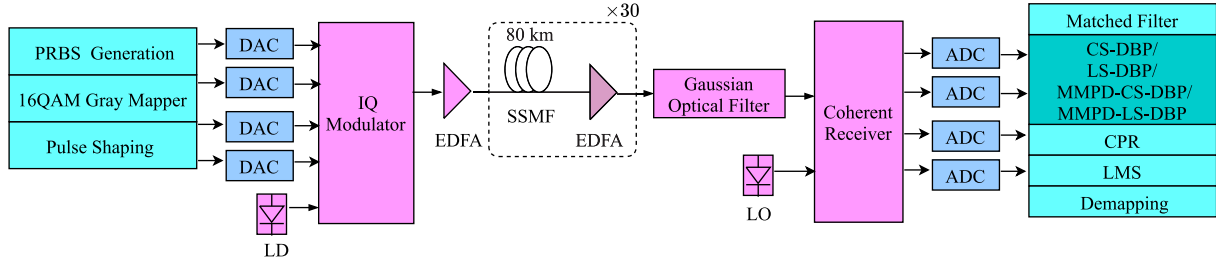 PRBS Generation
16QAM Gray Mapper
Pulse Shaping
DAC
DAC
DAC
DAC
LD
IQ
Modulator
EDFA
×30
80 km
SSMF
EDFA
Gaussian
Optical Filter
LO
Coherent
Receiver
ADC
ADC
ADC
ADC
Matched Filter
CS-DBP/
LS-DBP/
MMPD-CS-DBP/
MMPD-LS-DBP
CPR
LMS
Demapping